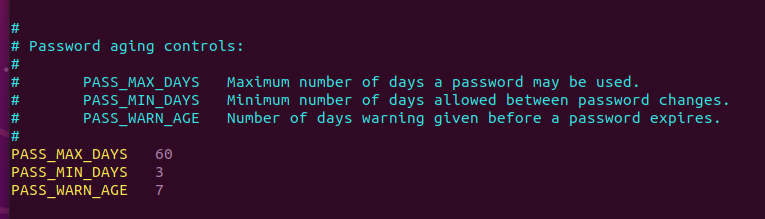 #
# Password aging controls:
#
#       PASS_MAX_DAYS   Maximum number of days a password may be used.
#       PASS_MIN_DAYS   Minimum number of days allowed between password changes.
#       PASS_WARN_AGE   Number of days warning given before a password expires.
#
PASS_MAX_DAYS   60
PASS_MIN_DAYS   3
PASS_WARN_AGE   7